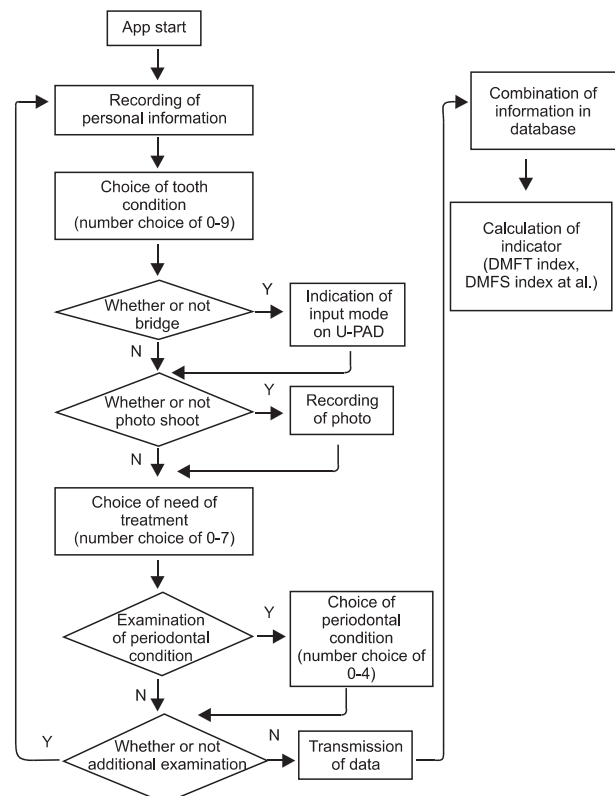 App start
Recording of
personal information
Choice of tooth
condition
(number choice of 0-9)
Whether or not
bridge
Y
Indication of
input mode
on U-PAD
N
Whether or not
photo shoot
Y
Recording
of photo
N
Choice of need of
treatment
(number choice of 0-7)
Examination
of periodontal
condition
Y
Choice of
periodontal
condition
(number choice of
0-4)
N
Whether or not
additional examination
Y
N
Transmission
of data
Combination of
information in
database
Calculation of
indicator
(DMFT index,
DMFS index at al.)